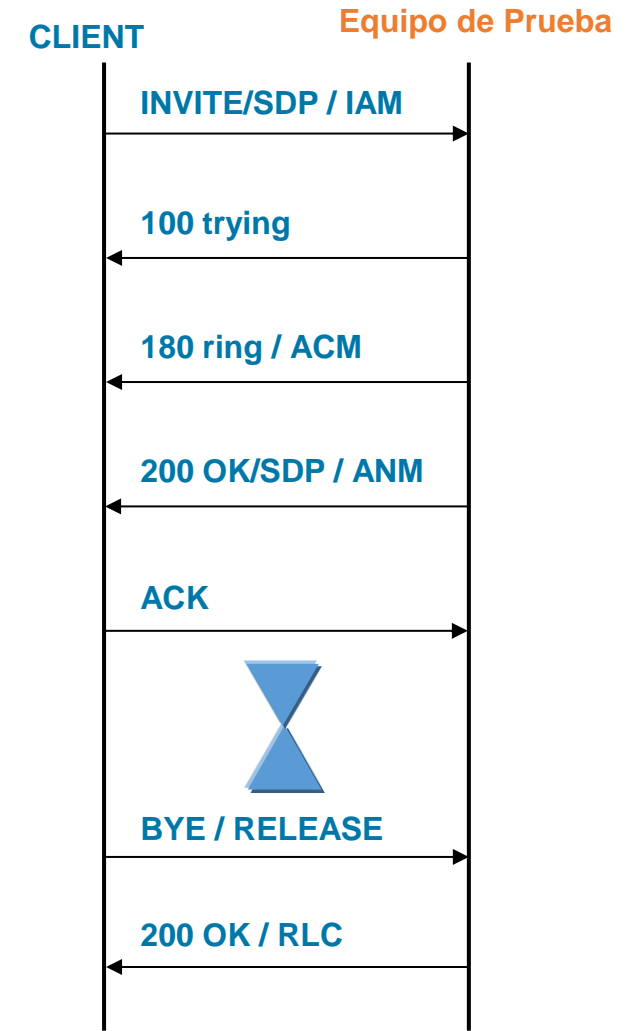 CLIENT
Equipo de Prueba
INVITE/SDP / IAM
100 trying
180 ring / ACM
200 OK/SDP / ANM
ACK
BYE / RELEASE
200 OK / RLC